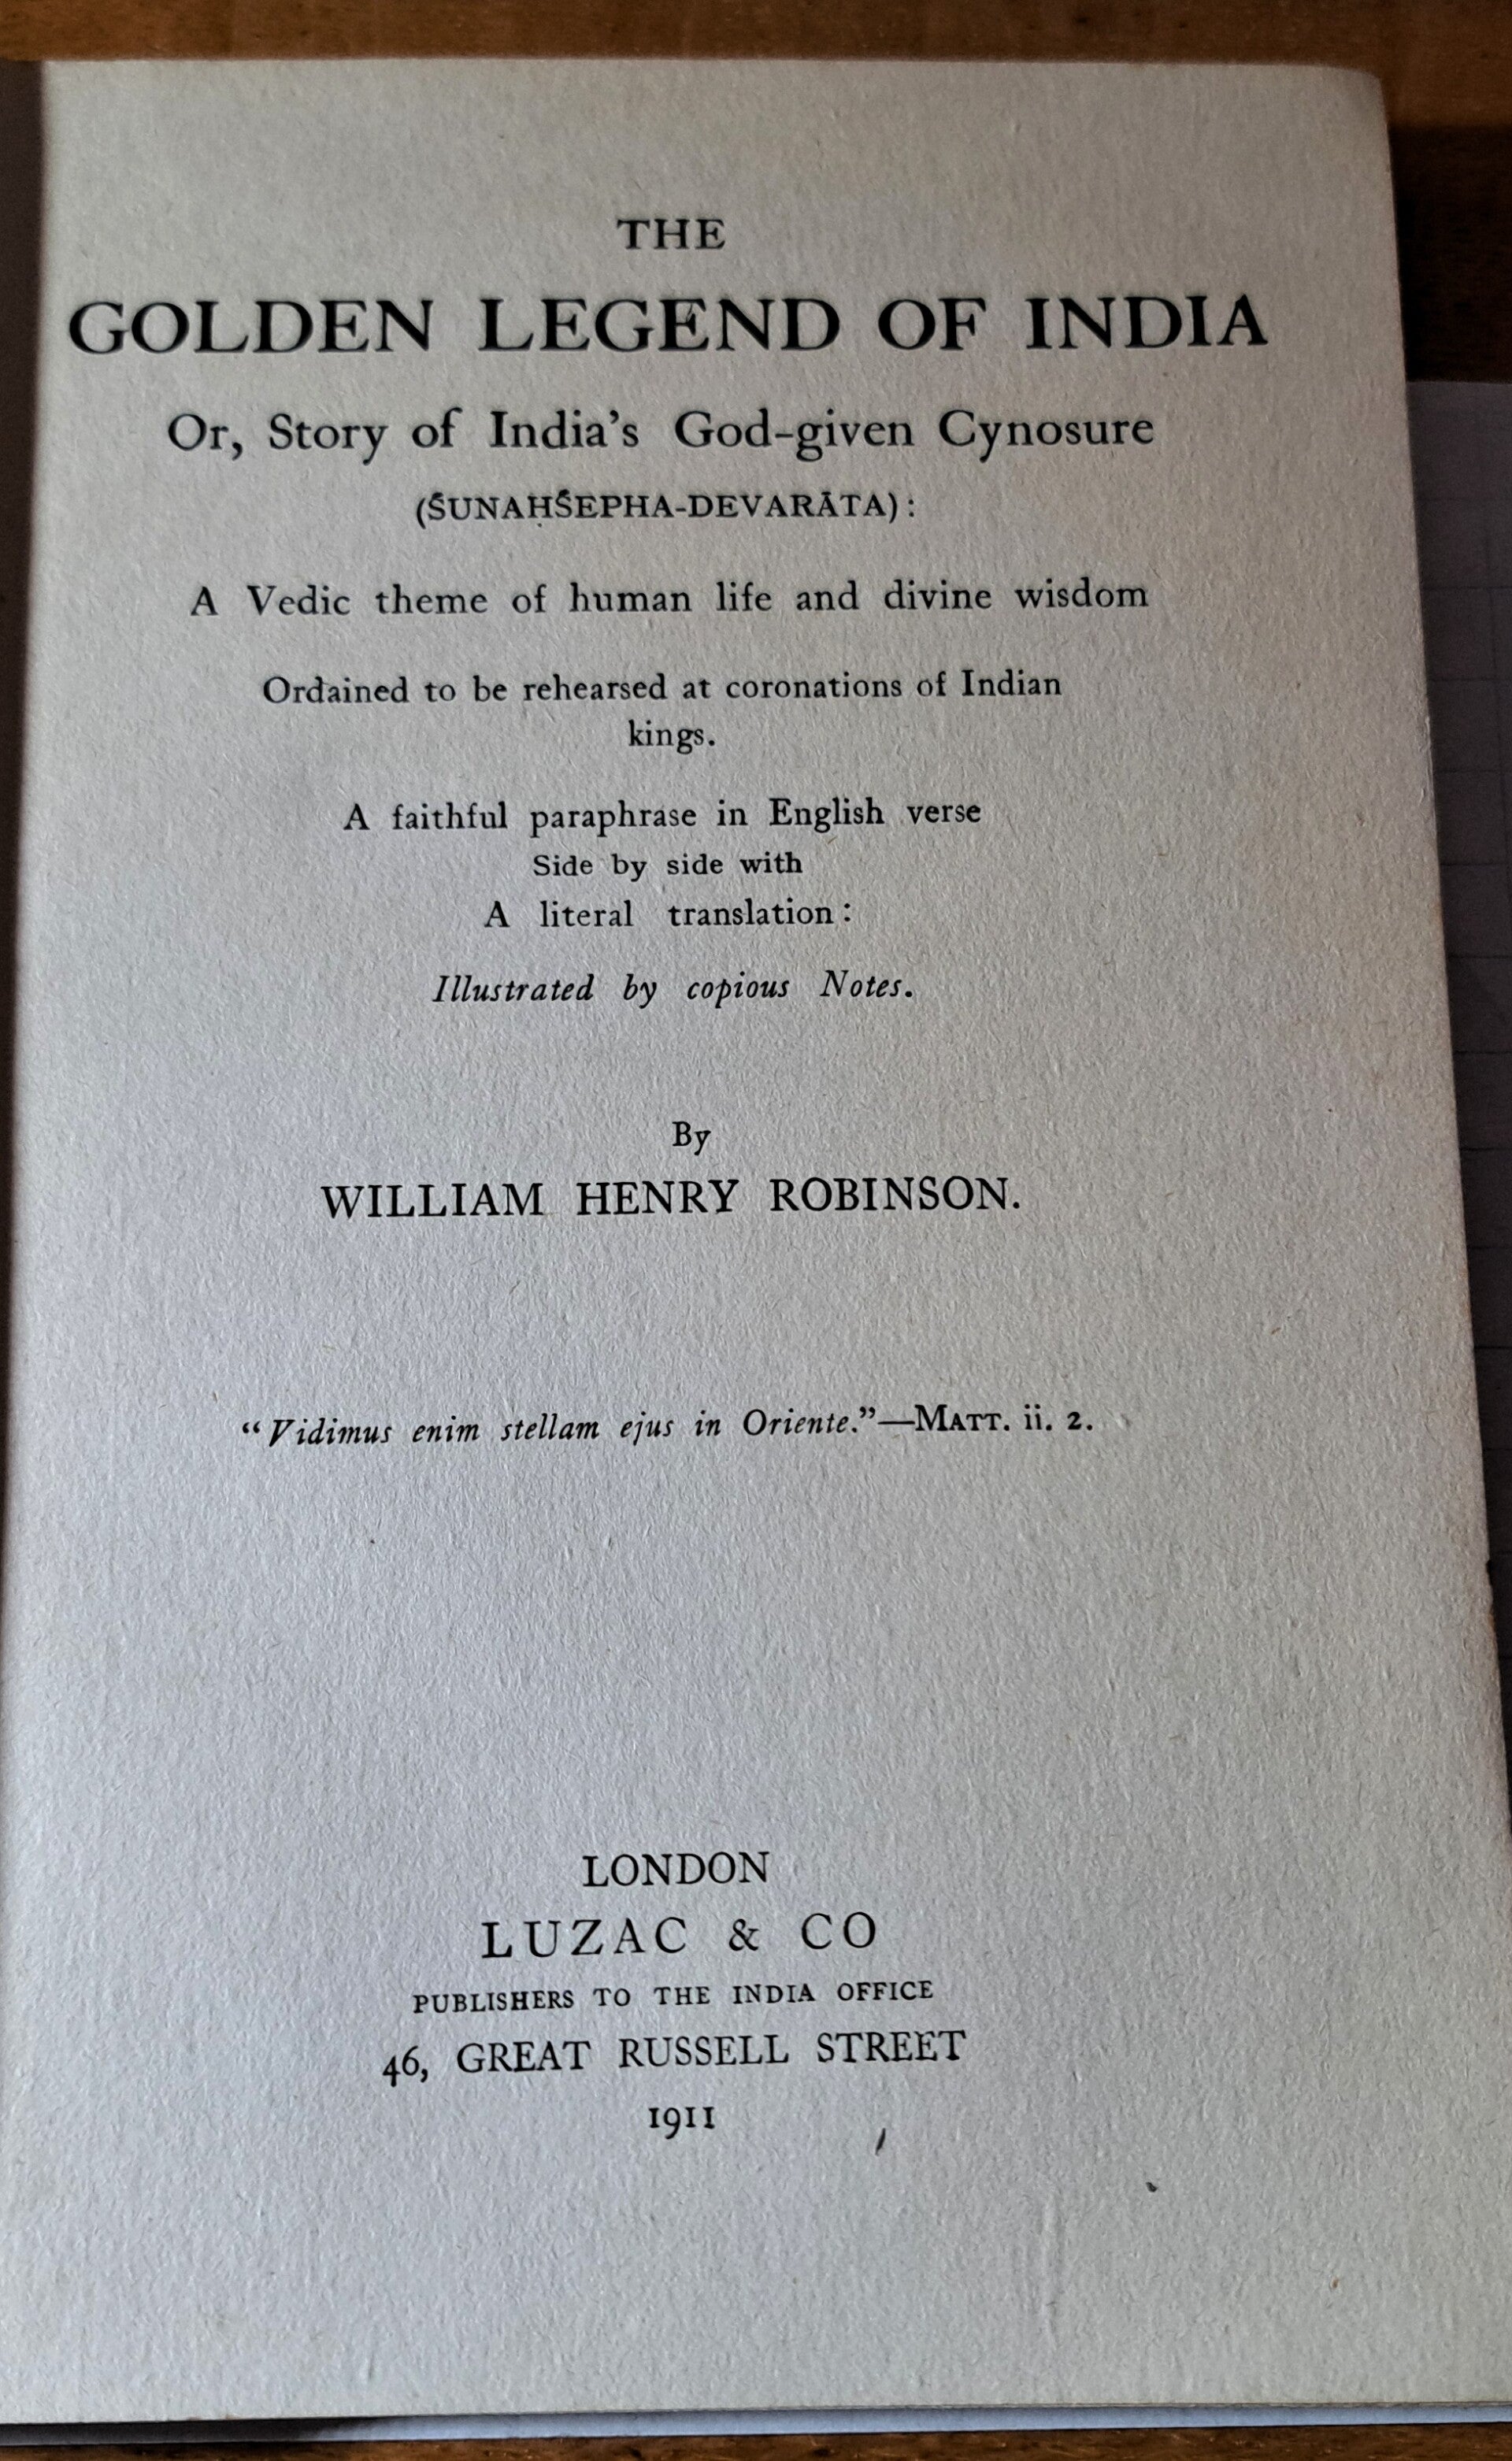 THE
GOLDEN LEGEND OF INDIA
Or, Story of India's God-given Cynosure
(ŚUNAḤŚEPHA-DEVARĀTA):
A Vedic theme of human life and divine wisdom
Ordained to be rehearsed at coronations of Indian
kings.
A faithful paraphrase in English verse
Side by side with
A literal translation:
Illustrated by copious Notes.
By
WILLIAM HENRY ROBINSON.
“Vidimus enim stellam ejus in Oriente.”—MATT. ii. 2.
LONDON
LUZAC & CO
PUBLISHERS TO THE INDIA OFFICE
46, GREAT RUSSELL STREET
1911